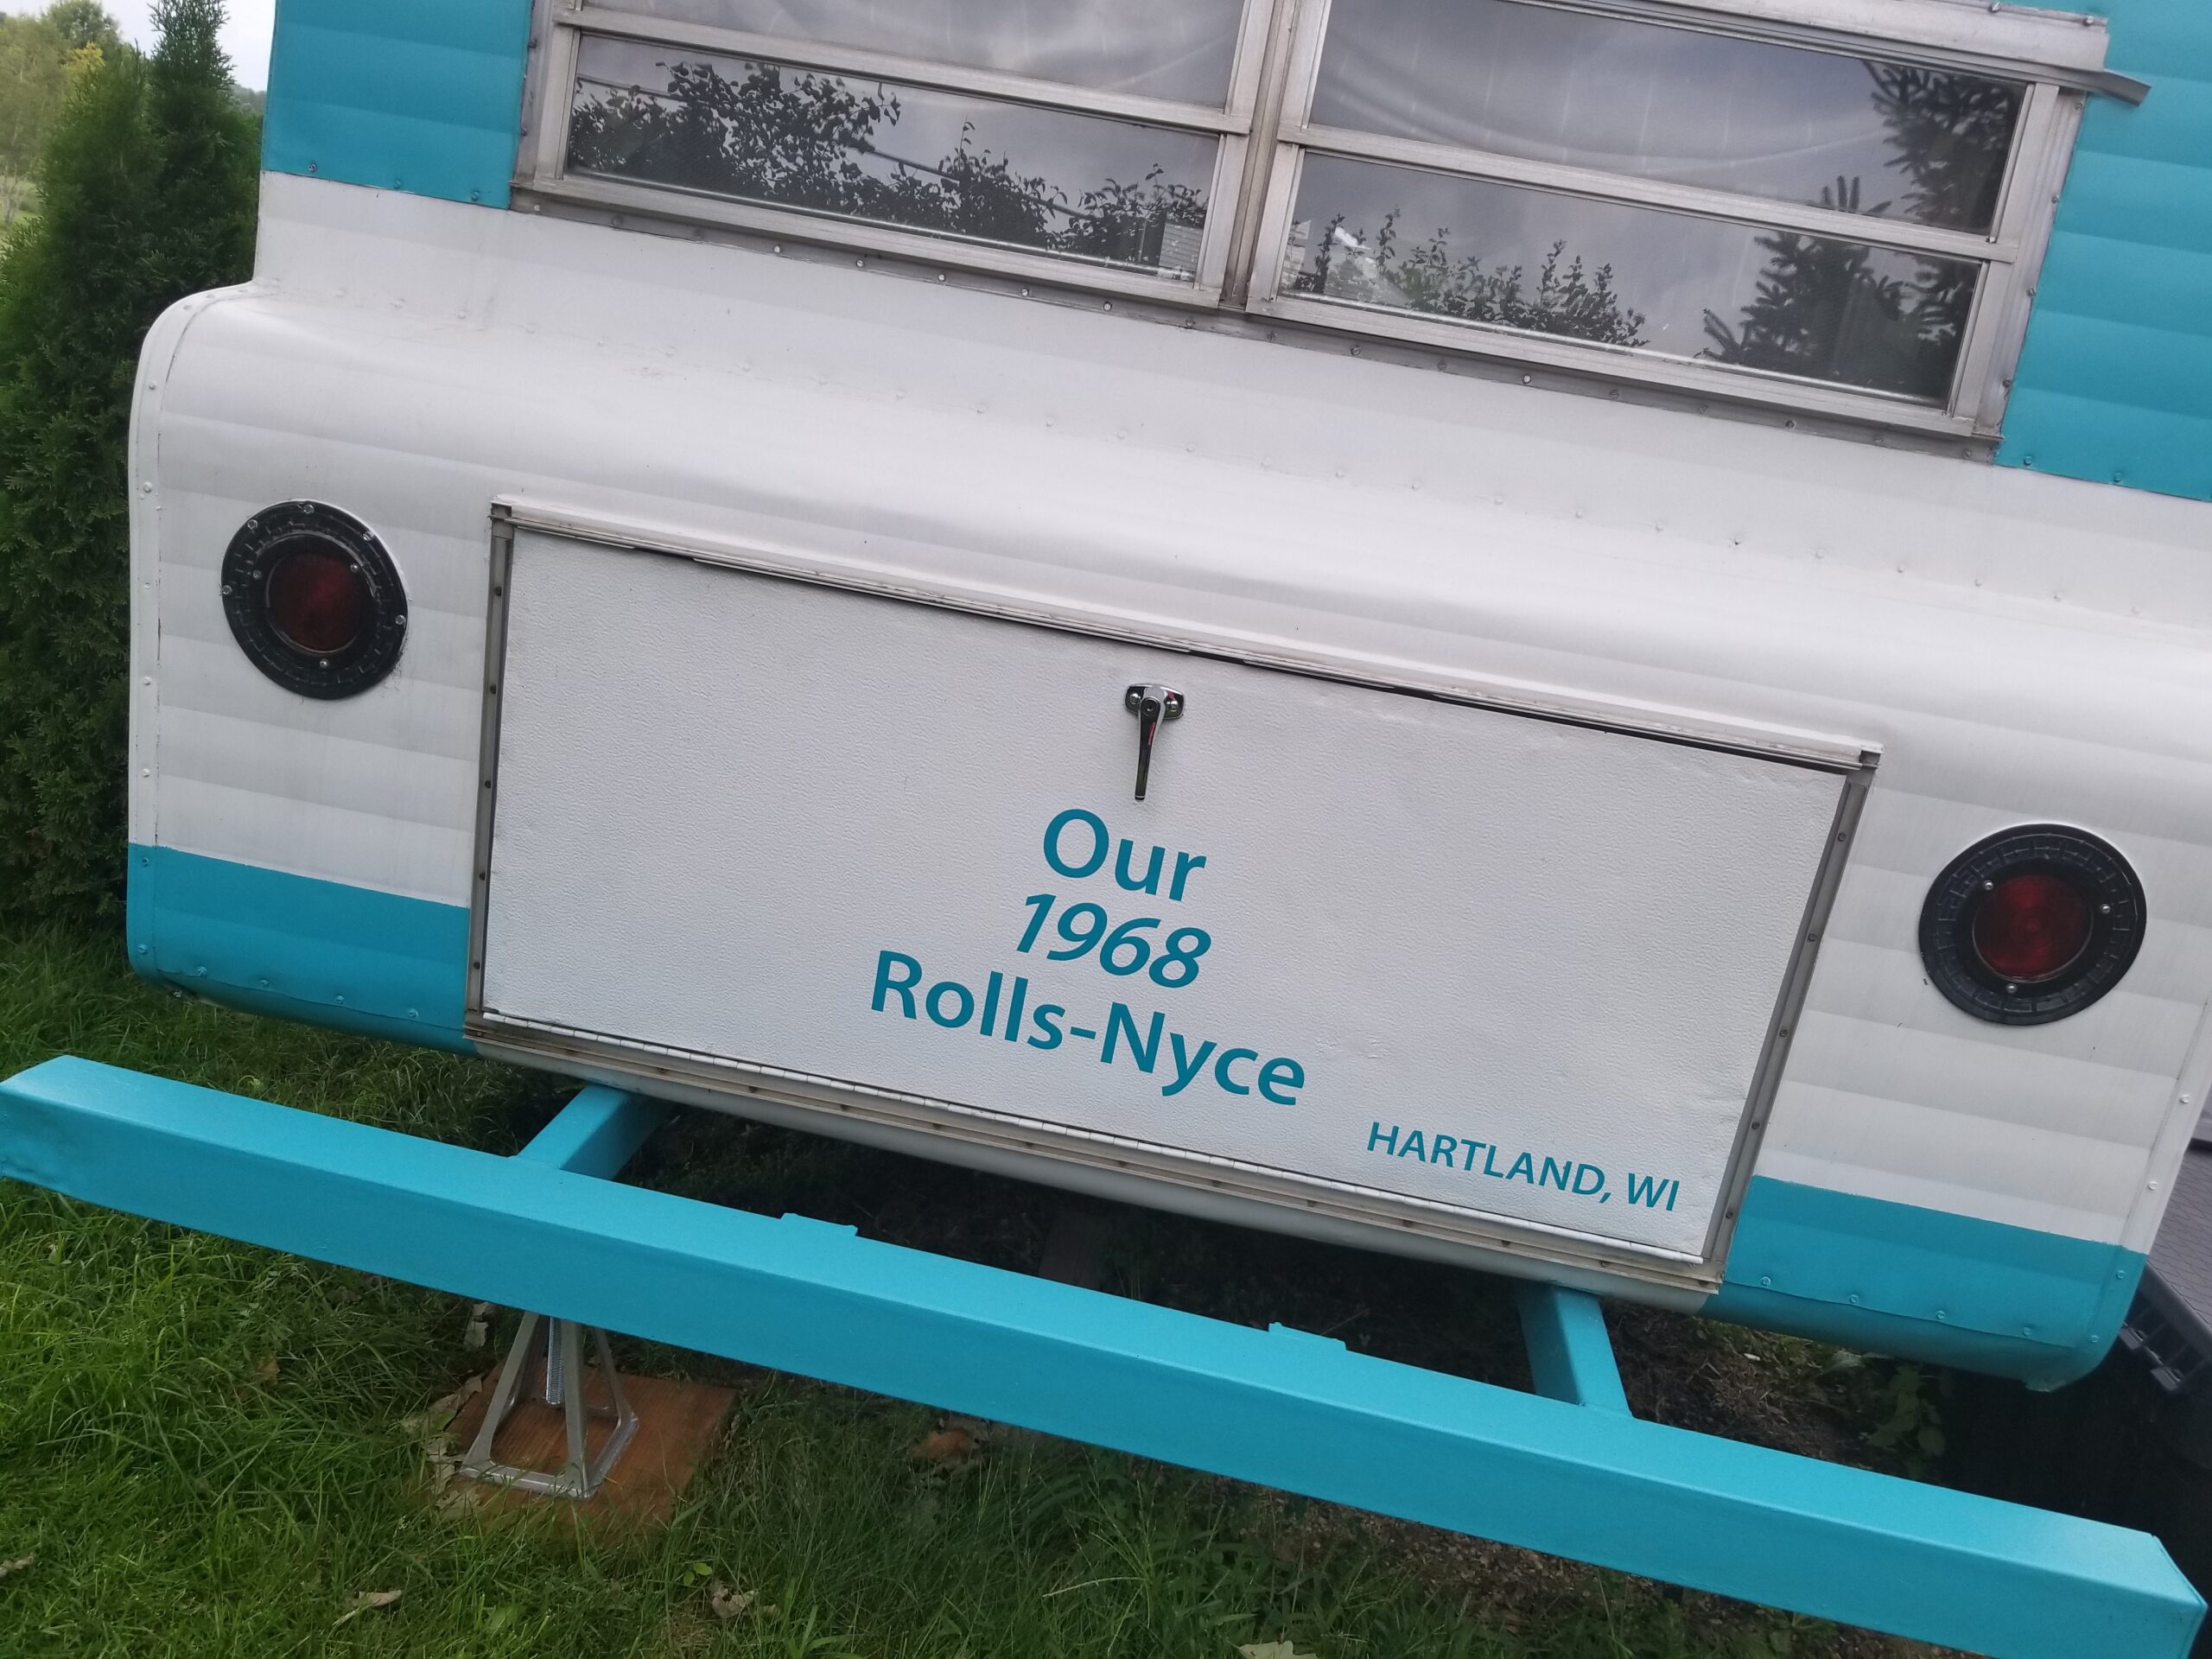 Our
1968
Rolls-Nyce
HARTLAND, WI